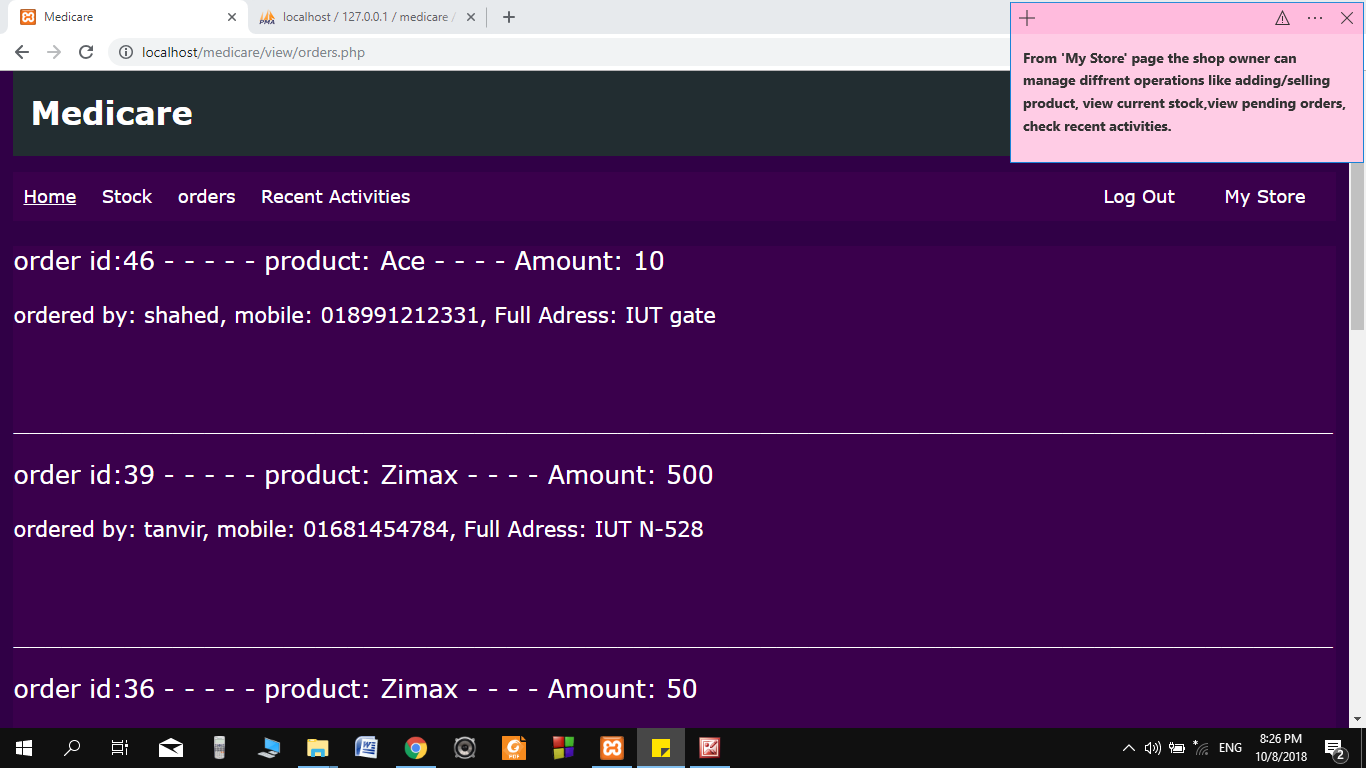 Medicare
localhost / 127.0.0.1 / medicare /
localhost/medicare/view/orders.php
From 'My Store' page the shop owner can
manage diffrent operations like adding/selling
product, view current stock,view pending orders,
check recent activities.
Medicare
Home Stock orders Recent Activities Log Out My Store
order id:46 - - - - - product: Ace - - - - Amount: 10
ordered by: shahed, mobile: 018991212331, Full Adress: IUT gate
order id:39 - - - - - product: Zimax - - - - Amount: 500
ordered by: tanvir, mobile: 01681454784, Full Adress: IUT N-528
order id:36 - - - - - product: Zimax - - - - Amount: 50
ENG
8:26 PM
10/8/2018
2